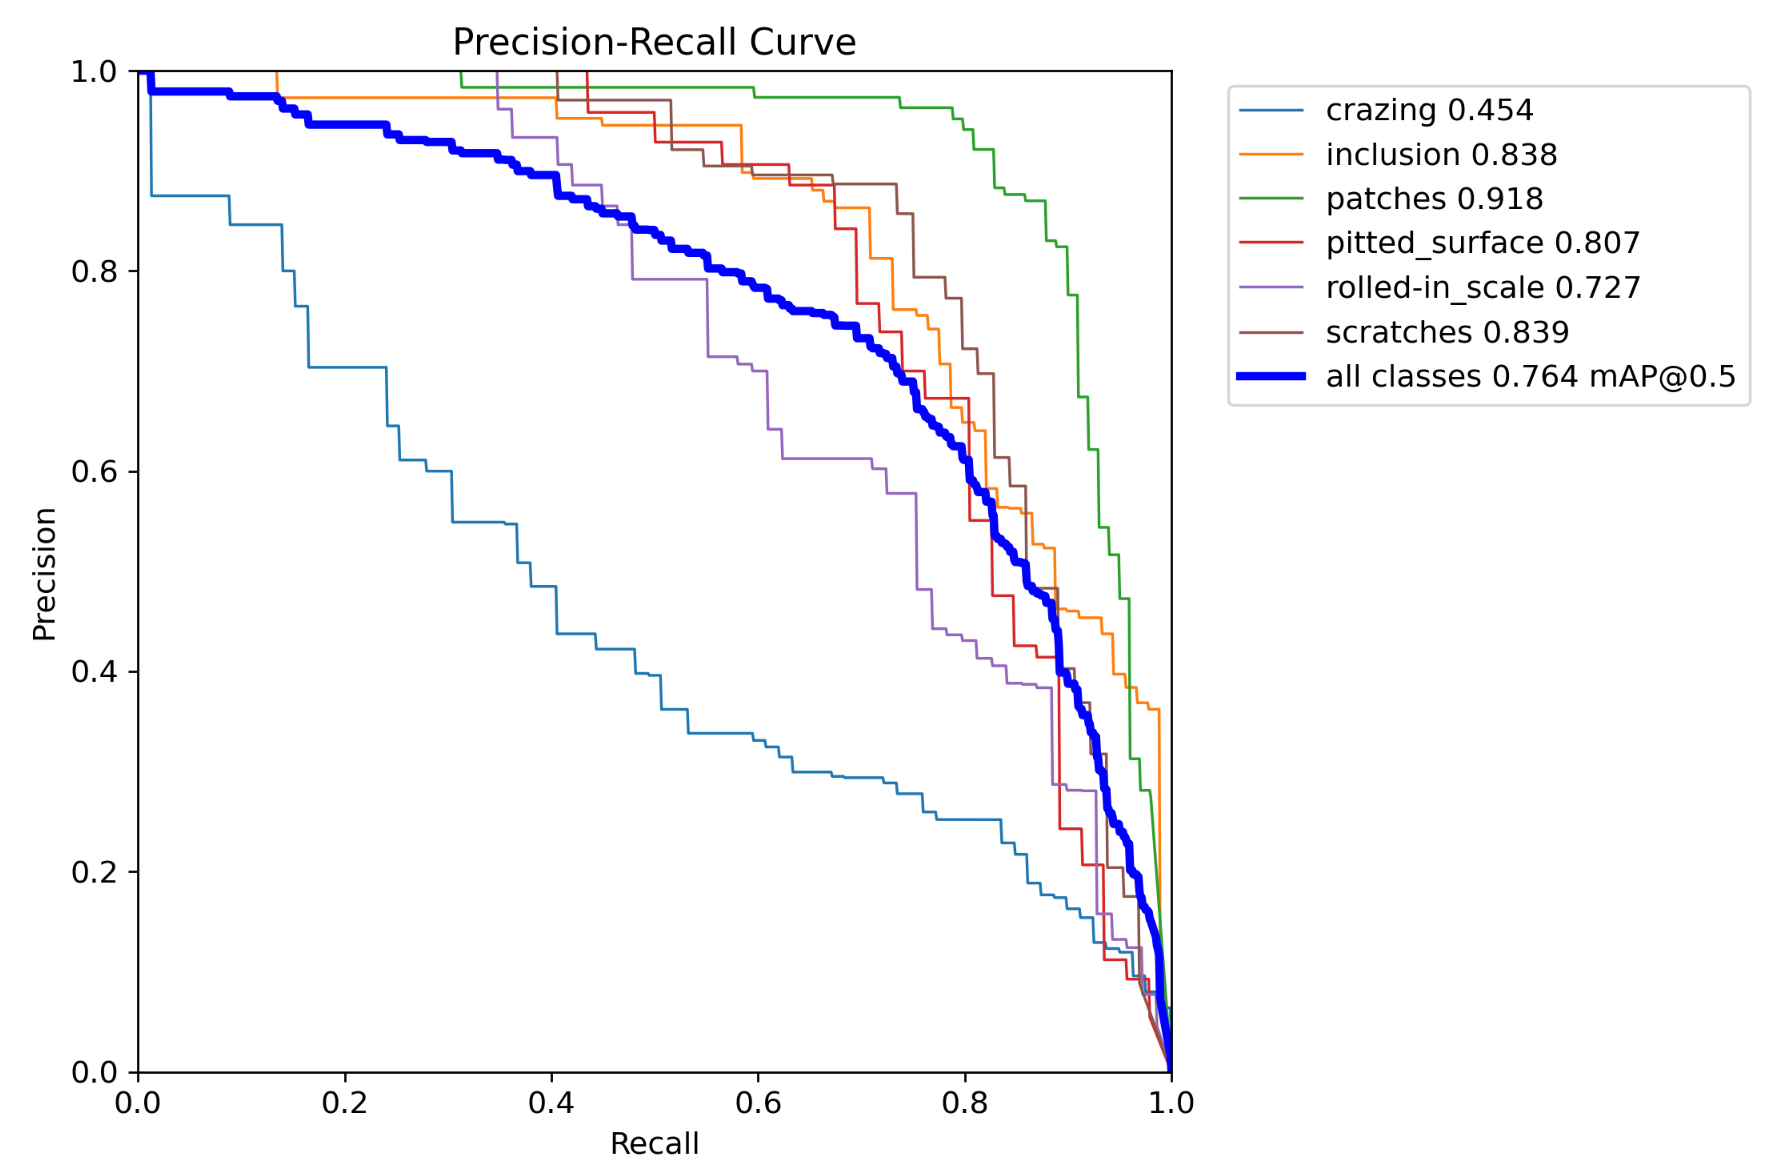 Precision-Recall Curve
1.0
0.8
0.6
0.4
0.2
0.0
Precision
0.0 0.2 0.4 0.6 0.8 1.0
Recall
crazing 0.454
inclusion 0.838
patches 0.918
pitted_surface 0.807
rolled-in_scale 0.727
scratches 0.839
all classes 0.764 mAP@0.5